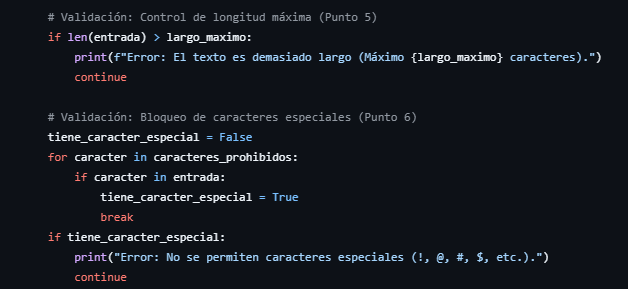 # Validación: Control de longitud máxima (Punto 5)
if len(entrada) > largo_maximo:
    print(f"Error: El texto es demasiado largo (Máximo {largo_maximo} caracteres).")
    continue

# Validación: Bloqueo de caracteres especiales (Punto 6)
tiene_caracter_especial = False
for caracter in caracteres_prohibidos:
    if caracter in entrada:
        tiene_caracter_especial = True
        break
if tiene_caracter_especial:
    print("Error: No se permiten caracteres especiales (!, @, #, $, etc.).")
    continue